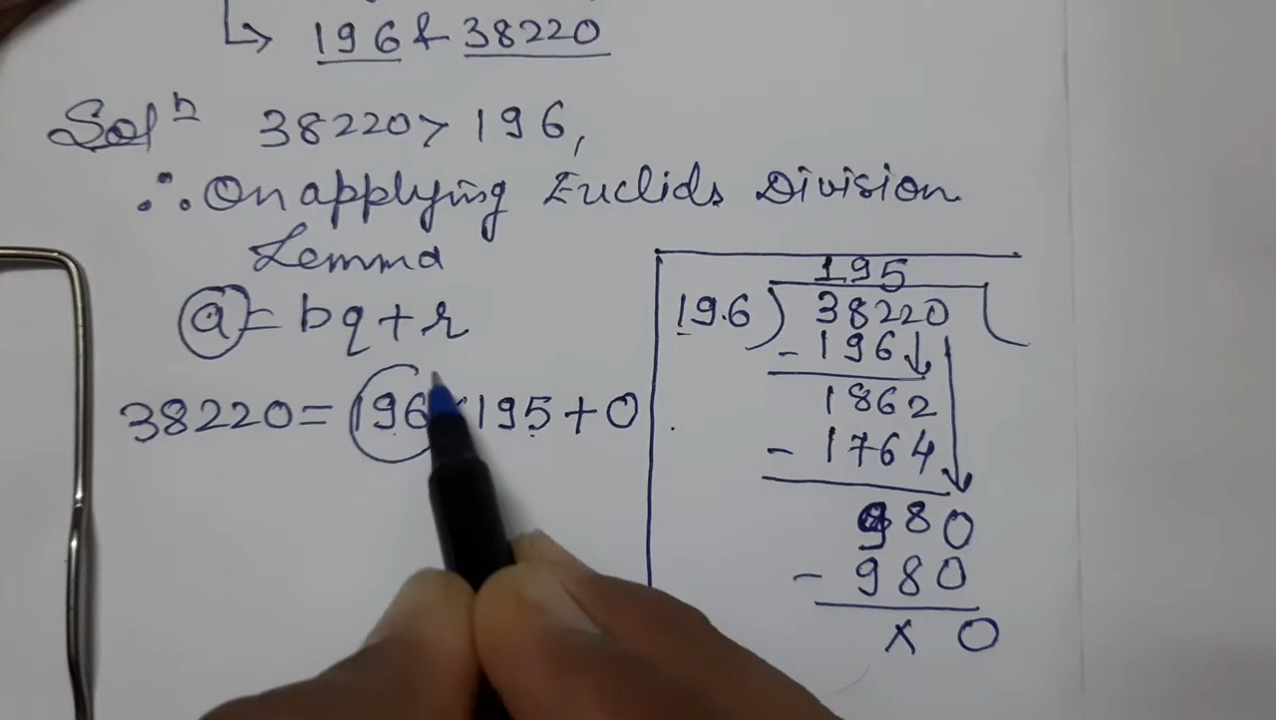 ↳ 196 & 38220
Solⁿ 38220 > 196,
∴ On applying Euclids Division
Lemma
a = bq + r
38220 = 196 × 195 + 0
195
196 ) 38220 (
- 196
1862
- 1764
980
- 980
× 0